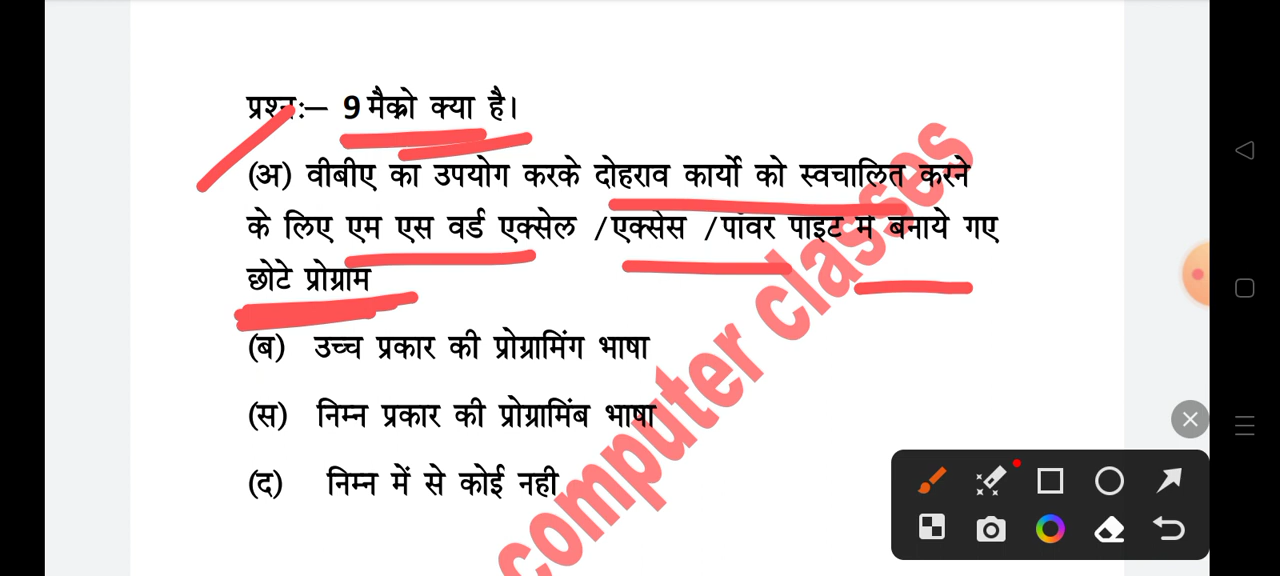 प्रश्नः– 9 मैक्रो क्या है।
(अ) वीबीए का उपयोग करके दोहराव कार्यो को स्वचालित करने
के लिए एम एस वर्ड एक्सेल /एक्सेस /पॉवर पाइट में बनाये गए
छोटे प्रोग्राम
(ब) उच्च प्रकार की प्रोग्रामिंग भाषा
(स) निम्न प्रकार की प्रोग्रामिंब भाषा
(द) निम्न में से कोई नही
computer classes